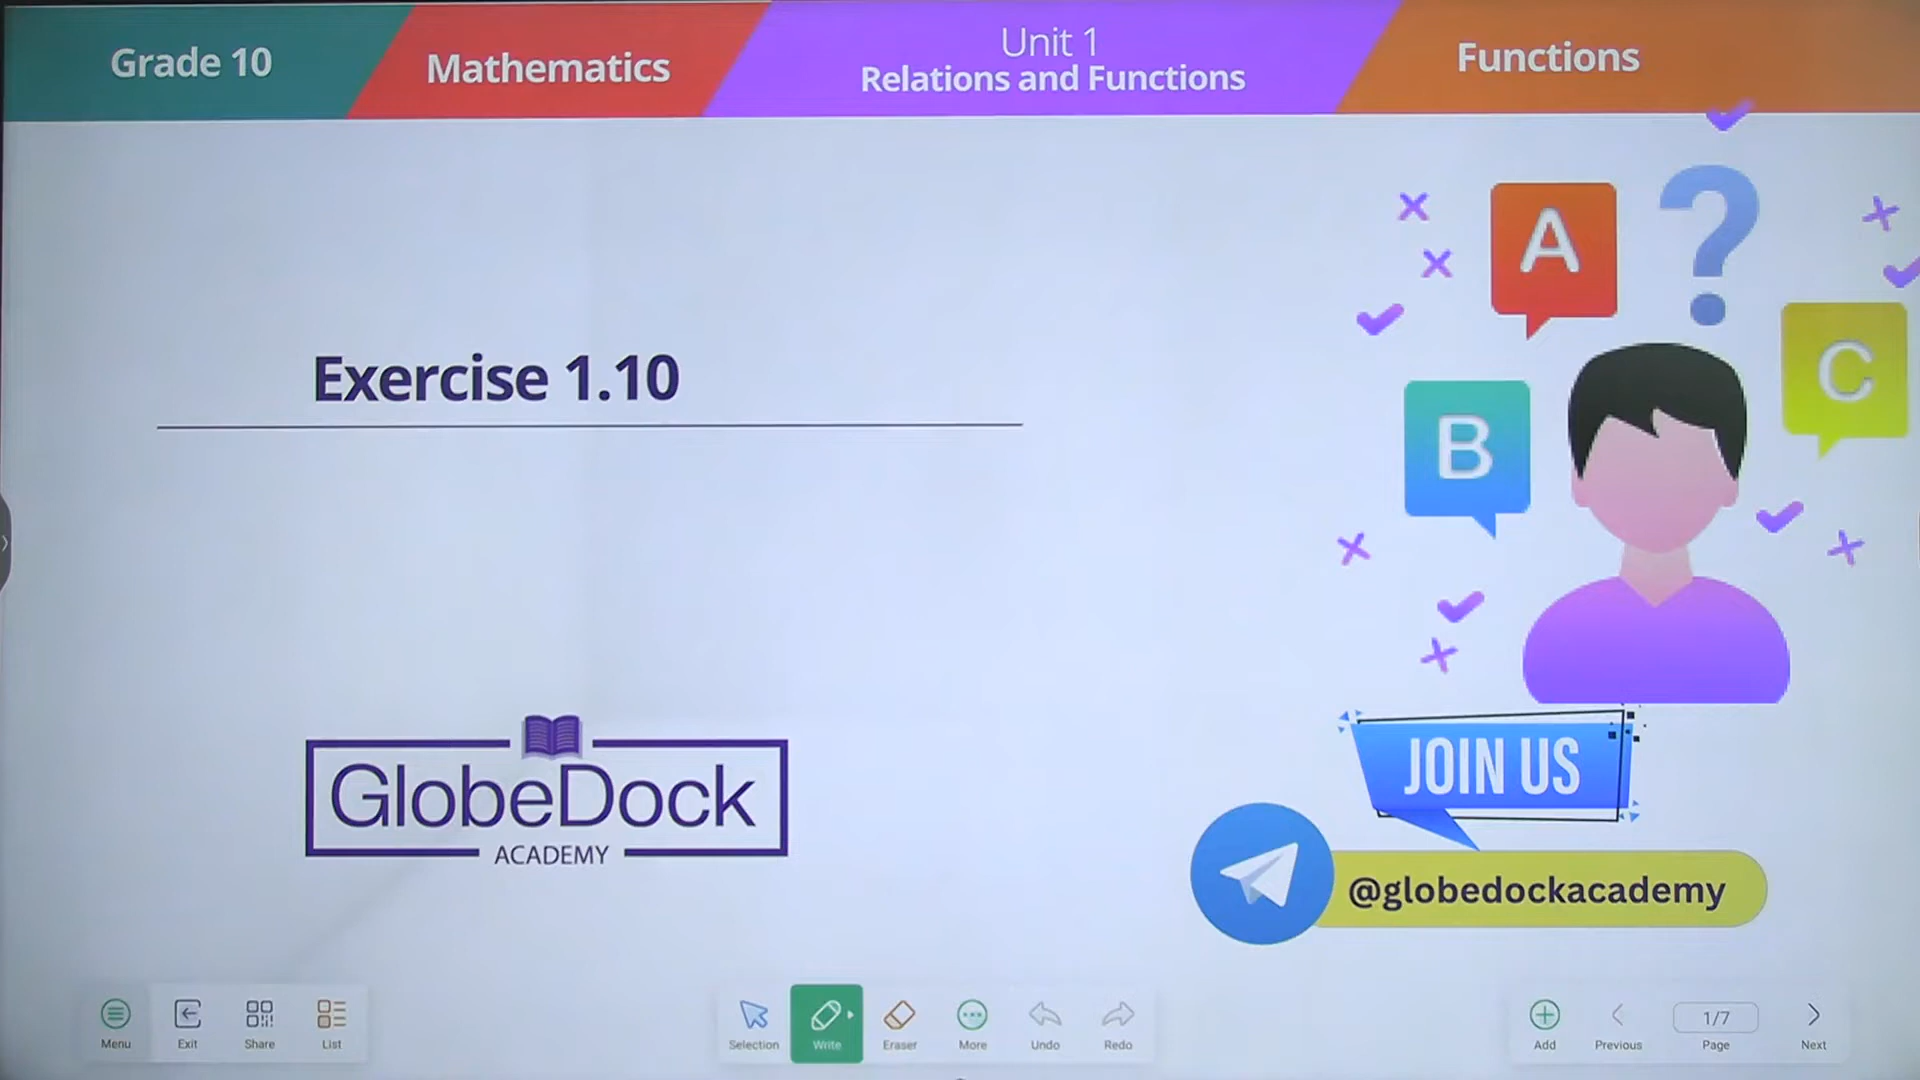 Grade 10
Mathematics
Unit 1
Relations and Functions
Functions
A
?
C
B
Exercise 1.10
GlobeDock
ACADEMY
JOIN US
@globedockacademy
Menu
Exit
Share
List
Selection
Write
Eraser
More
Undo
Redo
Add
Previous
1/7
Page
Next